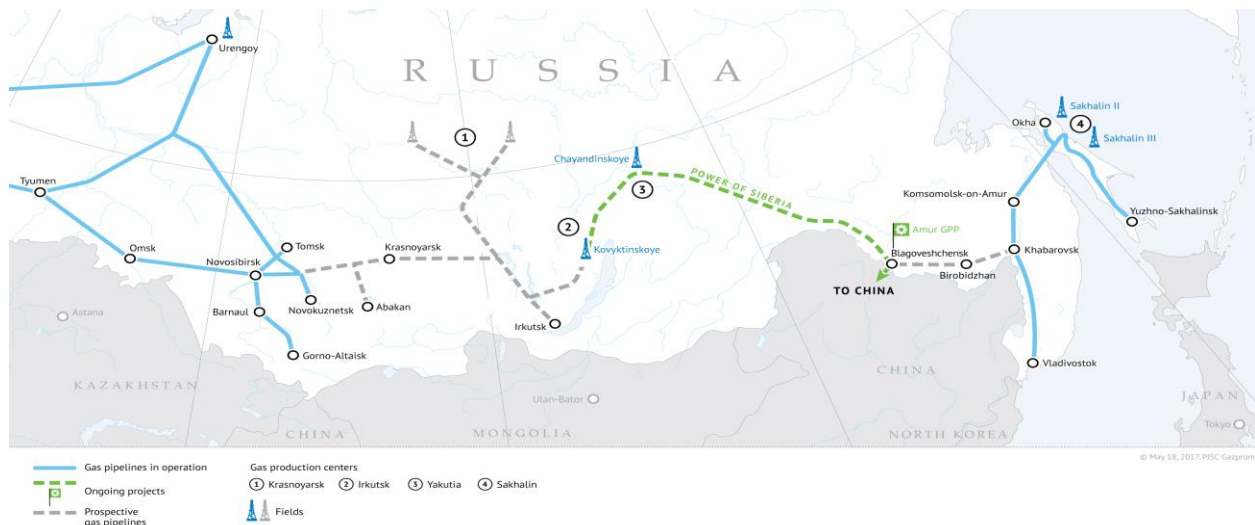 Urengoy
RUSSIA
1
Sakhalin II
Okha
4
Sakhalin III
Chayandinskoye
3
POWER OF SIBERIA
Tyumen
Komsomolsk-on-Amur
Yuzhno-Sakhalinsk
2
Amur GPP
Omsk
Tomsk
Krasnoyarsk
Kovyktinskoye
Khabarovsk
Novosibirsk
Blagoveshchensk
Birobidzhan
TO CHINA
Astana
Barnaul
Novokuznetsk
Abakan
Irkutsk
Gorno-Altaisk
Vladivostok
KAZAKHSTAN
Ulan-Bator
CHINA
JAPAN
CHINA
MONGOLIA
NORTH KOREA
Tokyo
© May 18, 2017. PJSC Gazprom
Gas pipelines in operation
Ongoing projects
Prospective
gas pipelines
Gas production centers
1 Krasnoyarsk 2 Irkutsk 3 Yakutia 4 Sakhalin
Fields